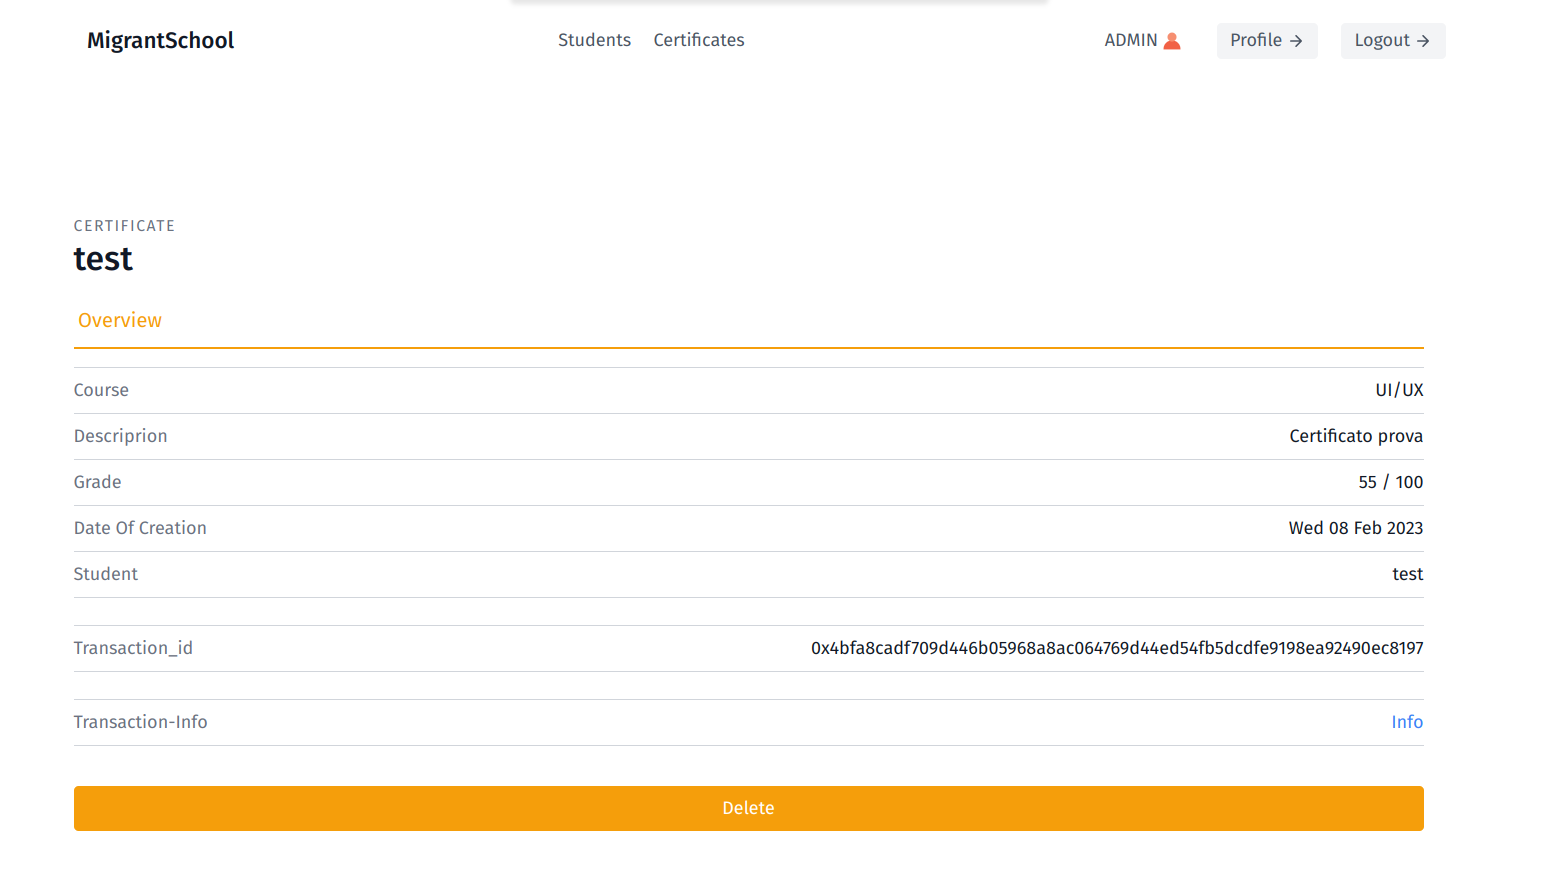 MigrantSchool
Students Certificates
ADMIN
Profile →
Logout →
CERTIFICATE
test
Overview
Course UI/UX
Descriprion Certificato prova
Grade 55 / 100
Date Of Creation Wed 08 Feb 2023
Student test
Transaction_id 0x4bfa8cadf709d446b05968a8ac064769d44ed54fb5dcdfe9198ea92490ec8197
Transaction-Info Info
Delete